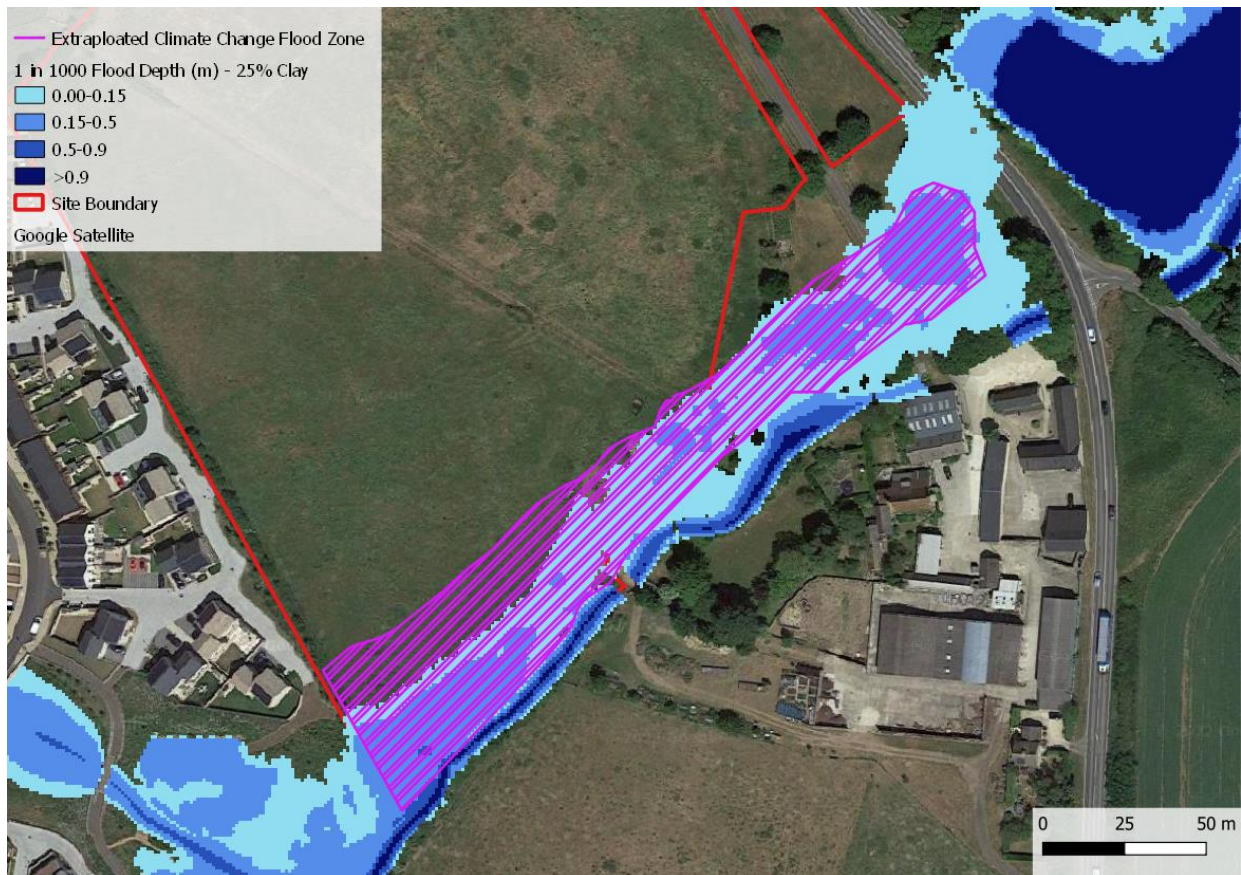 Extraploated Climate Change Flood Zone
1 in 1000 Flood Depth (m) - 25% Clay
0.00-0.15
0.15-0.5
0.5-0.9
>0.9
Site Boundary
Google Satellite
0 25 50 m